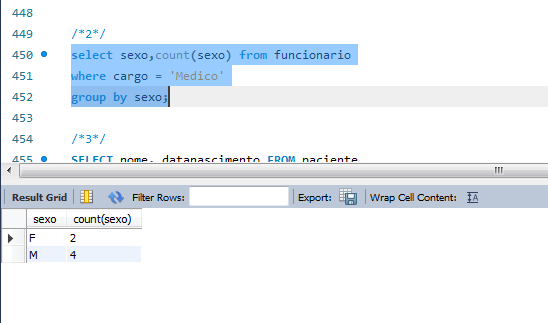 448
449 /*2*/
450 select sexo,count(sexo) from funcionario
451 where cargo = 'Medico'
452 group by sexo;
453
454 /*3*/
455 SELECT nome, datanascimento FROM paciente
Result Grid Filter Rows: Export: Wrap Cell Content:
sexo count(sexo)
F 2
M 4